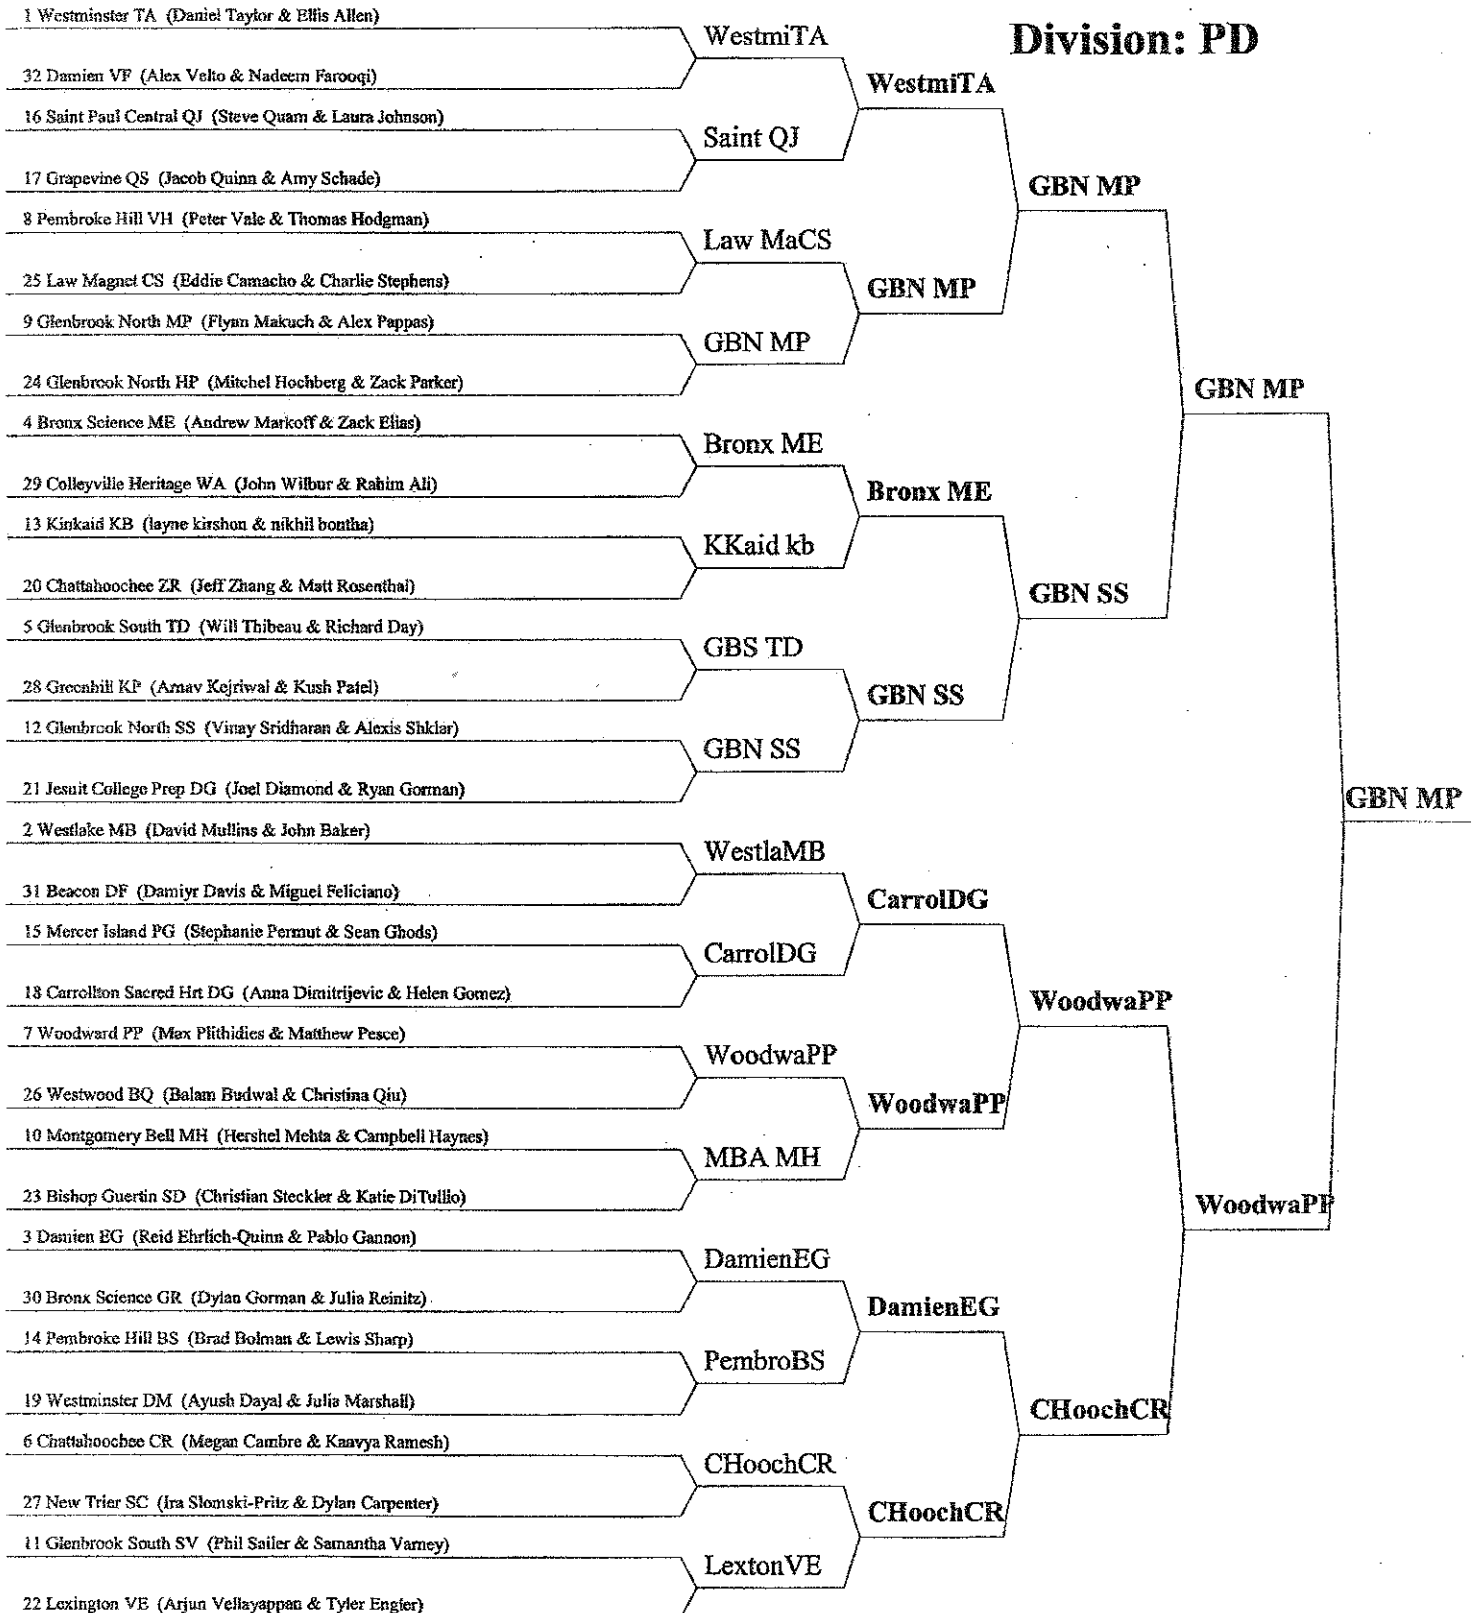 Division: PD
1 Westminster TA (Daniel Taylor & Ellis Allen)
32 Damien VF (Alex Velto & Nadeem Farooqi)
16 Saint Paul Central QJ (Steve Quam & Laura Johnson)
17 Grapevine QS (Jacob Quinn & Amy Schade)
8 Pembroke Hill VH (Peter Vale & Thomas Hodgman)
25 Law Magnet CS (Eddie Camacho & Charlie Stephens)
9 Glenbrook North MP (Flynn Makuch & Alex Pappas)
24 Glenbrook North HP (Mitchel Hochberg & Zack Parker)
4 Bronx Science ME (Andrew Markoff & Zack Elias)
29 Colleyville Heritage WA (John Wilbur & Rahim Ali)
13 Kinkaid KB (layne kirshon & nikhil bontha)
20 Chattahoochee ZR (Jeff Zhang & Matt Rosenthal)
5 Glenbrook South TD (Will Thibeau & Richard Day)
28 Greenhill KP (Arnav Kejriwal & Kush Patel)
12 Glenbrook North SS (Vinay Sridharan & Alexis Shklar)
21 Jesuit College Prep DG (Joel Diamond & Ryan Gorman)
2 Westlake MB (David Mullins & John Baker)
31 Beacon DF (Damiyr Davis & Miguel Feliciano)
15 Mercer Island PG (Stephanie Permut & Sean Ghods)
18 Carrollton Sacred Hrt DG (Anna Dimitrijevic & Helen Gomez)
7 Woodward PP (Max Plithidies & Matthew Pesce)
26 Westwood BQ (Balam Budwal & Christina Qiu)
10 Montgomery Bell MH (Hershel Mehta & Campbell Haynes)
23 Bishop Guertin SD (Christian Steckler & Katie DiTullio)
3 Damien EG (Reid Ehrlich-Quinn & Pablo Gannon)
30 Bronx Science GR (Dylan Gorman & Julia Reinitz)
14 Pembroke Hill BS (Brad Bolman & Lewis Sharp)
19 Westminster DM (Ayush Dayal & Julia Marshall)
6 Chattahoochee CR (Megan Cambre & Kaavya Ramesh)
27 New Trier SC (Ira Slomski-Pritz & Dylan Carpenter)
11 Glenbrook South SV (Phil Sailer & Samantha Varney)
22 Lexington VE (Arjun Vellayappan & Tyler Engler)
WestmiTA
Saint QJ
Law MaCS
GBN MP
Bronx ME
KKaid kb
GBS TD
GBN SS
WestlaMB
CarrolDG
WoodwaPP
MBA MH
DamienEG
PembroBS
CHoochCR
LextonVE
WestmiTA
GBN MP
Bronx ME
GBN SS
CarrolDG
WoodwaPP
DamienEG
CHoochCR
GBN MP
GBN SS
WoodwaPP
CHoochCR
GBN MP
WoodwaPP
GBN MP